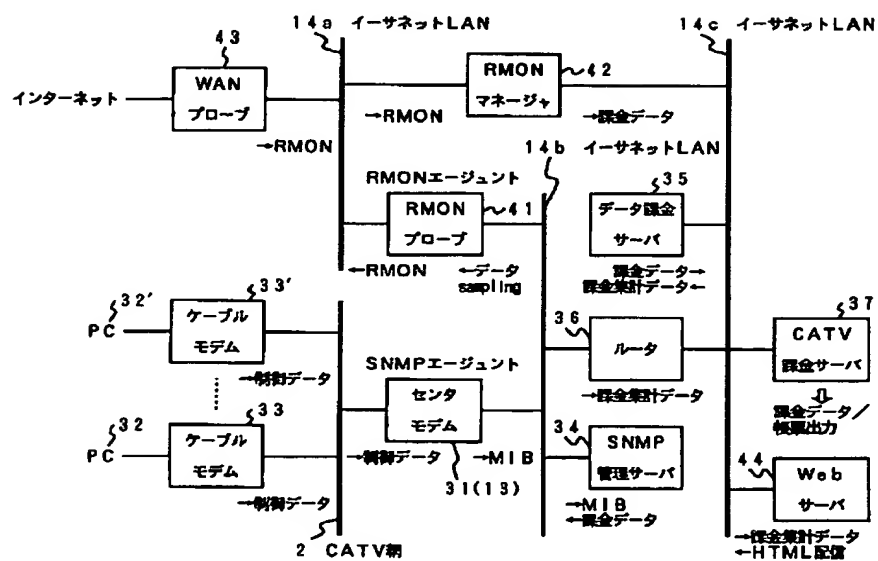 14a イーサネットLAN
14c イーサネットLAN
43
WAN
プローブ
インターネット
→RMON
RMON
マネージャ
42
→RMON
→課金データ
14b イーサネットLAN
RMONエージェント
RMON
プローブ
41
←RMON
←データ
sampling
35
データ課金
サーバ
課金データ→
課金集計データ←
PC
32'
33'
ケーブル
モデム
→制御データ
36
ルータ
→課金集計データ
37
CATV
課金サーバ
課金データ/
帳票出力
SNMPエージェント
センタ
モデム
→制御データ
→MIB
31(13)
PC
32
33
ケーブル
モデム
→制御データ
34
SNMP
管理サーバ
→MIB
←課金データ
44
Web
サーバ
→課金集計データ
←HTML配信
2 CATV網